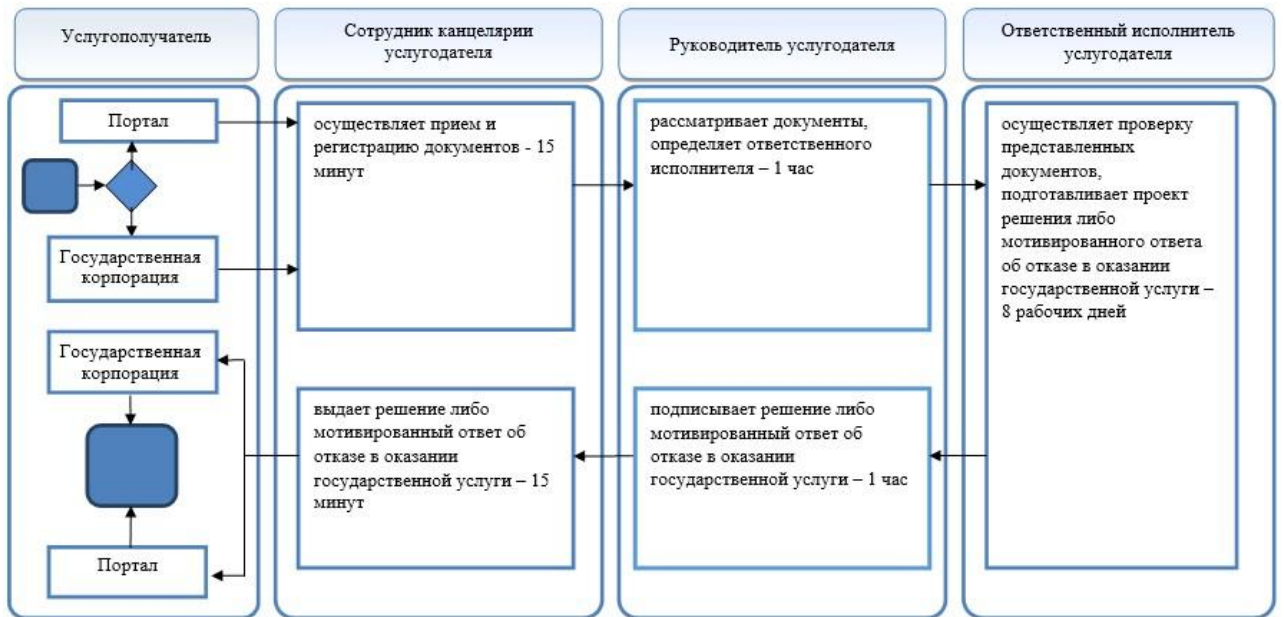 Услугополучатель
Сотрудник канцелярии
услугодателя
Руководитель услугодателя
Ответственный исполнитель
услугодателя
Портал
Государственная
корпорация
Государственная
корпорация
Портал
осуществляет прием и
регистрацию документов - 15
минут
выдает решение либо
мотивированный ответ об
отказе в оказании
государственной услуги – 15
минут
рассматривает документы,
определяет ответственного
исполнителя – 1 час
подписывает решение либо
мотивированный ответ об
отказе в оказании
государственной услуги – 1 час
осуществляет проверку
представленных
документов,
подготавливает проект
решения либо
мотивированного ответа
об отказе в оказании
государственной услуги –
8 рабочих дней